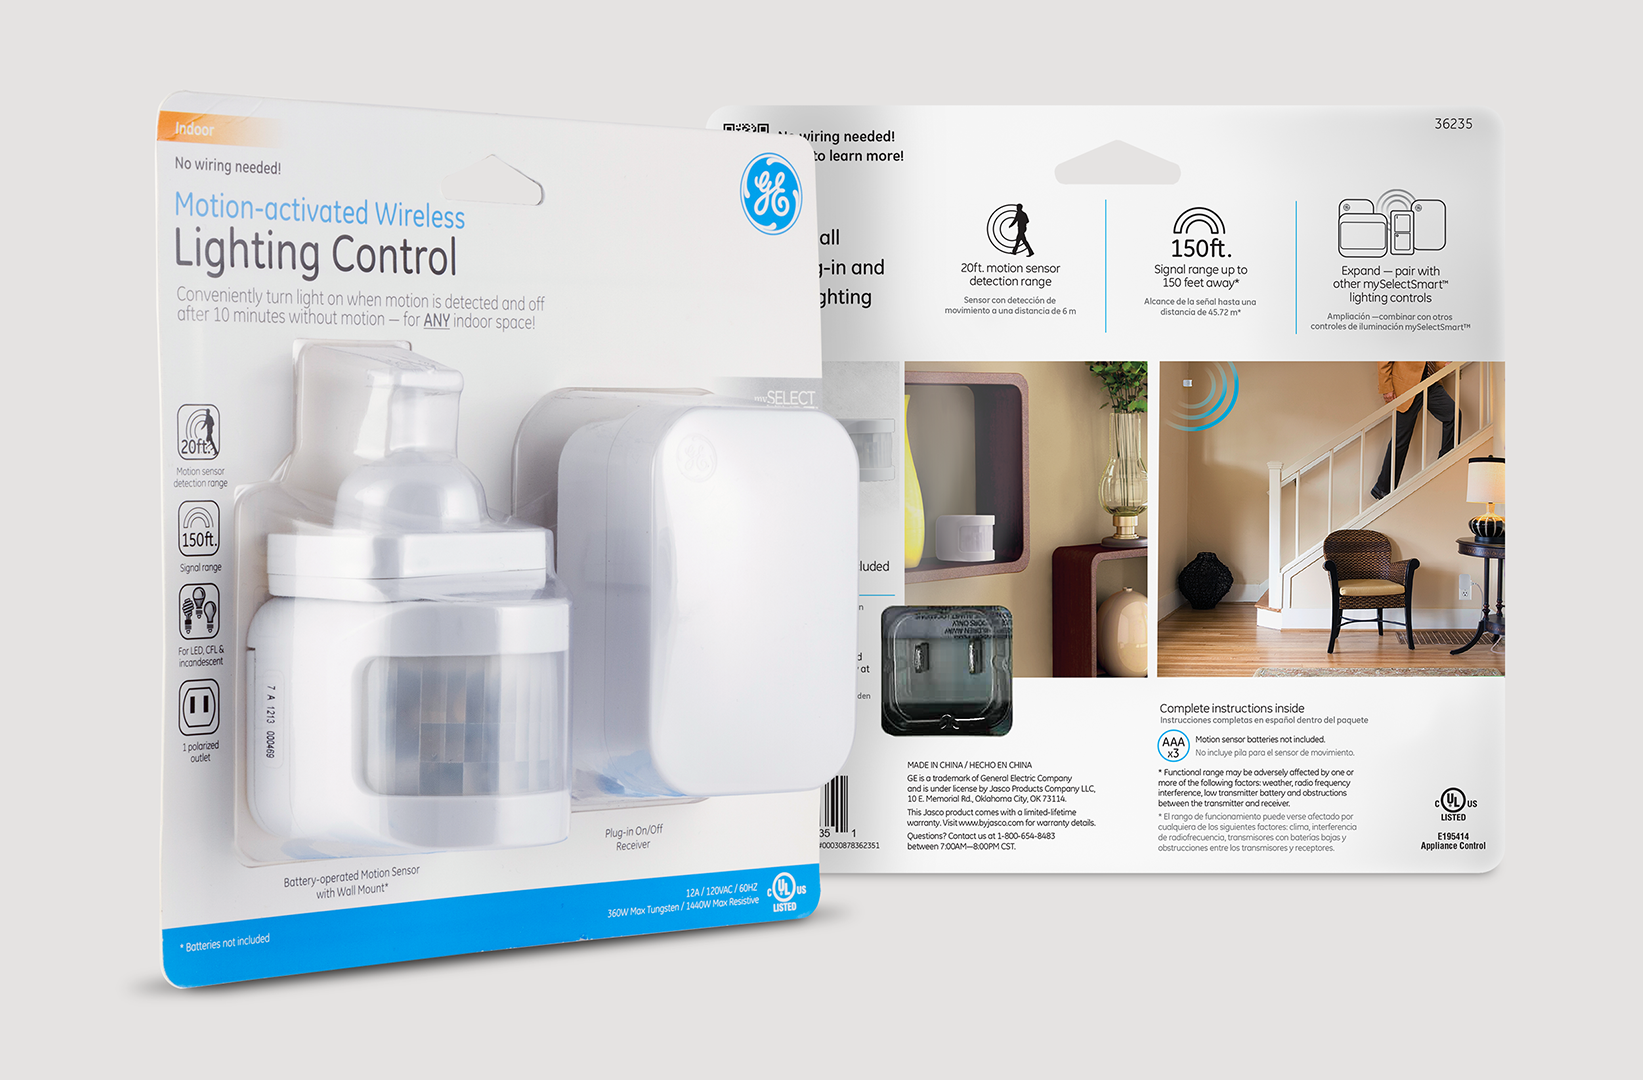 Indoor
No wiring needed!
Motion-activated Wireless
Lighting Control
Conveniently turn light on when motion is detected and off
after 10 minutes without motion — for ANY indoor space!
GE
mySELECT
20ft.
Motion sensor
detection range
150ft.
Signal range
For LED, CFL &
incandescent
1 polarized
outlet
7 A 1213 000469
Battery-operated Motion Sensor
with Wall Mount*
Plug-in On/Off
Receiver
* Batteries not included
12A / 120VAC / 60HZ
360W Max Tungsten / 1440W Max Resistive
C UL US
LISTED
36235
No wiring needed!
to learn more!
all
g-in and
ghting
20ft. motion sensor
detection range
Sensor con detección de
movimiento a una distancia de 6 m
150ft.
Signal range up to
150 feet away*
Alcance de la señal hasta una
distancia de 45.72 m*
Expand — pair with
other mySelectSmart™
lighting controls
Ampliación —combinar con otros
controles de iluminación mySelectSmart™
cluded
n
d
y at
den
35 1
#00030878362351
MADE IN CHINA / HECHO EN CHINA
GE is a trademark of General Electric Company
and is under license by Jasco Products Company LLC,
10 E. Memorial Rd., Oklahoma City, OK 73114.
This Jasco product comes with a limited-lifetime
warranty. Visit www.byjasco.com for warranty details.
Questions? Contact us at 1-800-654-8483
between 7:00AM—8:00PM CST.
Complete instructions inside
Instrucciones completas en español dentro del paquete
AAA
x3
Motion sensor batteries not included.
No incluye pila para el sensor de movimiento.
* Functional range may be adversely affected by one or
more of the following factors: weather, radio frequency
interference, low transmitter battery and obstructions
between the transmitter and receiver.
* El rango de funcionamiento puede verse afectado por
cualquiera de los siguientes factores: clima, interferencia
de radiofrecuencia, transmisores con baterías bajas y
obstrucciones entre los transmisores y receptores.
C UL US
LISTED
E195414
Appliance Control